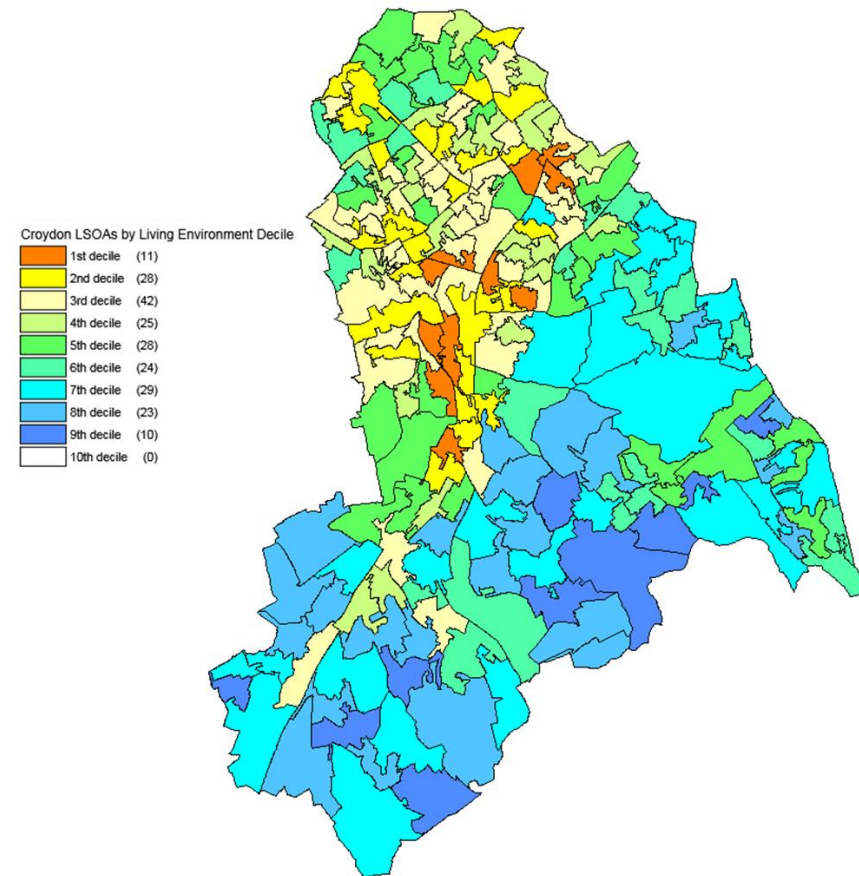 Croydon LSOAs by Living Environment Decile
1st decile (11)
2nd decile (28)
3rd decile (42)
4th decile (25)
5th decile (28)
6th decile (24)
7th decile (29)
8th decile (23)
9th decile (10)
10th decile (0)